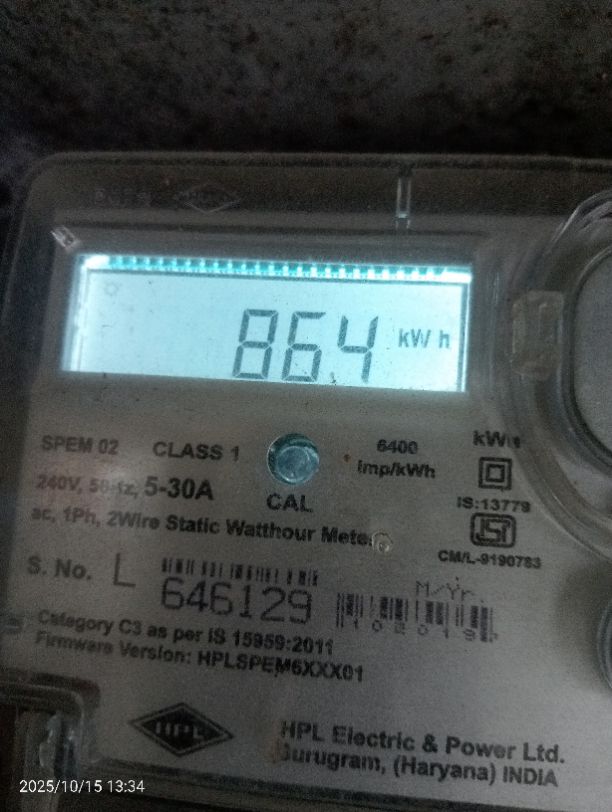 864 kWh
SPEM 02 CLASS 1
6400 imp/kWh
240V, 50Hz, 5-30A
CAL
IS:13779
ISI
CM/L-9190783
ac, 1Ph, 2Wire Static Watthour Meter
S. No. L 646129
M/Yr.
Category C3 as per IS 15959:2011
Firmware Version: HPLSPEM6XXX01
HPL
HPL Electric & Power Ltd.
Gurugram, (Haryana) INDIA
2025/10/15 13:34